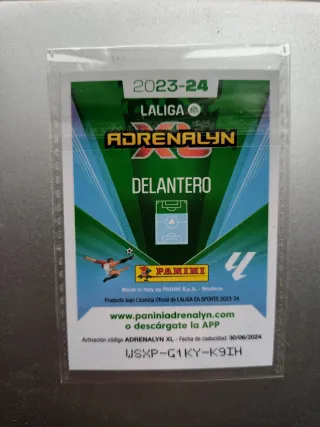 2023-24
LALIGA
ADRENALYN
XL
DELANTERO
PANINI
Made in Italy by PANINI S.p.A. - Modena
Producto bajo Licencia Oficial de LALIGA EA SPORTS 2023-24
www.paniniadrenalyn.com
o descárgate la APP
Activación código ADRENALYN XL - Fecha de caducidad 30/06/2024
WSXP-G1KY-K9IH